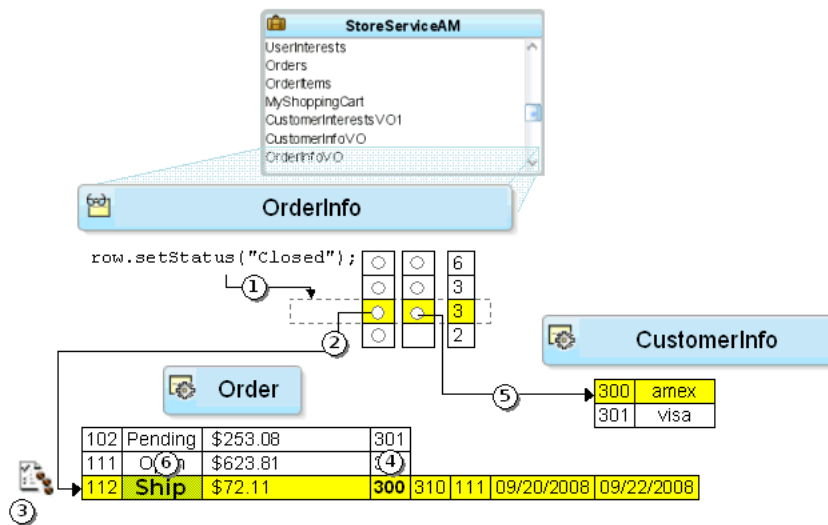 StoreServiceAM
UserInterests
Orders
OrderItems
MyShoppingCart
CustomerInterestsVO1
CustomerInfoVO
OrderInfoVO
OrderInfo
row.setStatus("Closed");
6
3
3
2
1
2
CustomerInfo
300 amex
301 visa
5
Order
102 Pending $253.08 301
111 $623.81
6
4
112 Ship $72.11 300 310 111 09/20/2008 09/22/2008
3